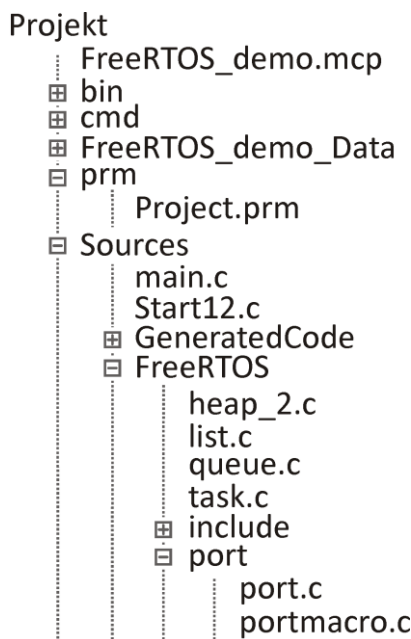 Projekt
FreeRTOS_demo.mcp
bin
cmd
FreeRTOS_demo_Data
prm
Project.prm
Sources
main.c
Start12.c
GeneratedCode
FreeRTOS
heap_2.c
list.c
queue.c
task.c
include
port
port.c
portmacro.c